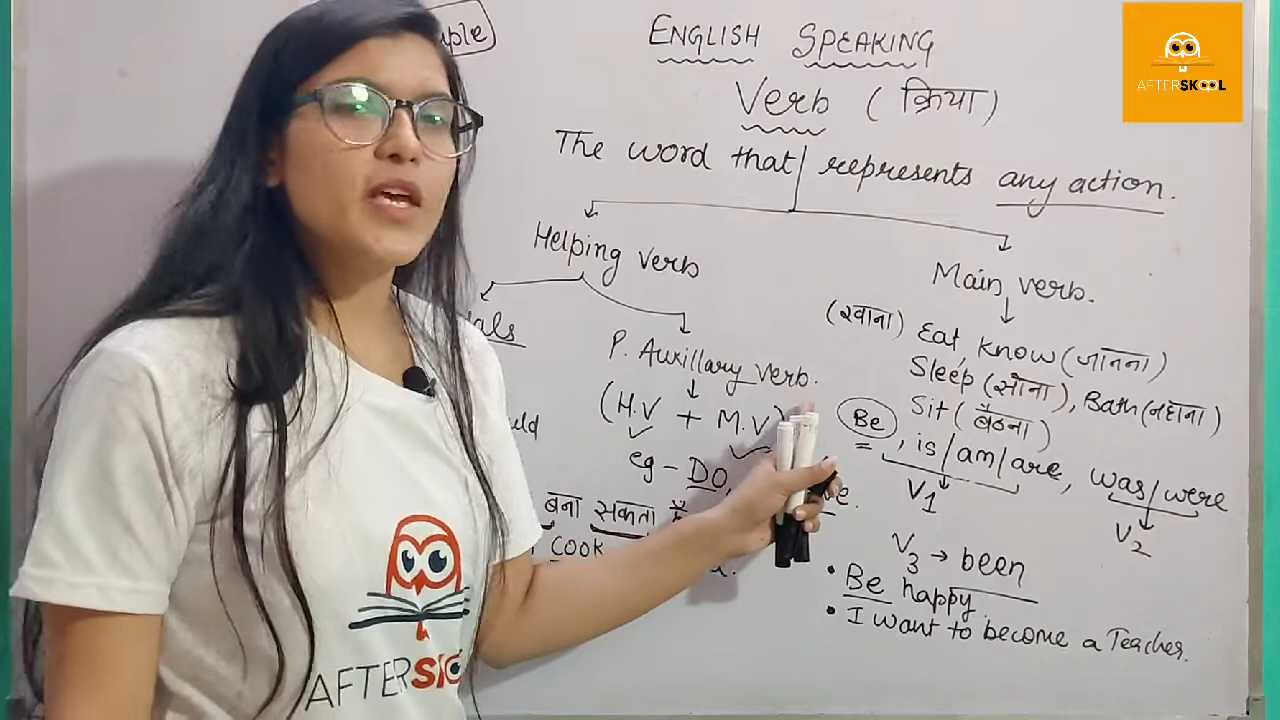 ENGLISH SPEAKING
Verb (क्रिया)
The word that represents any action.
Helping verb
Main verb.
P. Auxillary verb.
(H.V + M.V)
eg - Do
बना सकता
cook
(खाना) Eat, know (जानना)
Sleep (सोना), Bath (नहाना)
Sit (बैठना)
Be, is/am/are, was/were
V1
V2
V3 → been
• Be happy.
• I want to become a Teacher.
AFTERSKOOL
AFTERSK